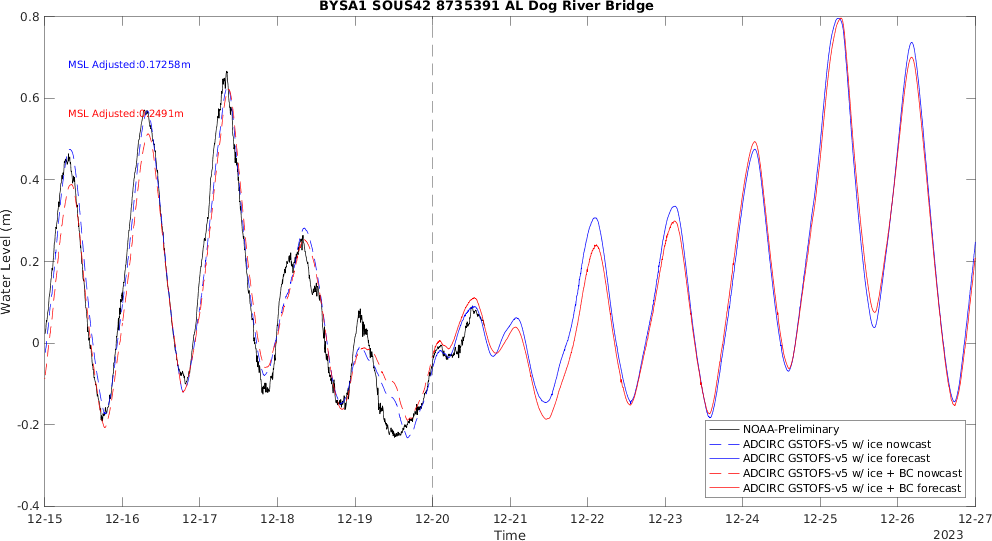 BYSA1 SOUS42 8735391 AL Dog River Bridge
0.8
0.6
0.4
0.2
0
-0.2
-0.4
Water Level (m)
MSL Adjusted:0.17258m
MSL Adjusted:0.2491m
NOAA-Preliminary
ADCIRC GSTOFS-v5 w/ ice nowcast
ADCIRC GSTOFS-v5 w/ ice forecast
ADCIRC GSTOFS-v5 w/ ice + BC nowcast
ADCIRC GSTOFS-v5 w/ ice + BC forecast
12-15 12-16 12-17 12-18 12-19 12-20 12-21 12-22 12-23 12-24 12-25 12-26 12-27
Time
2023